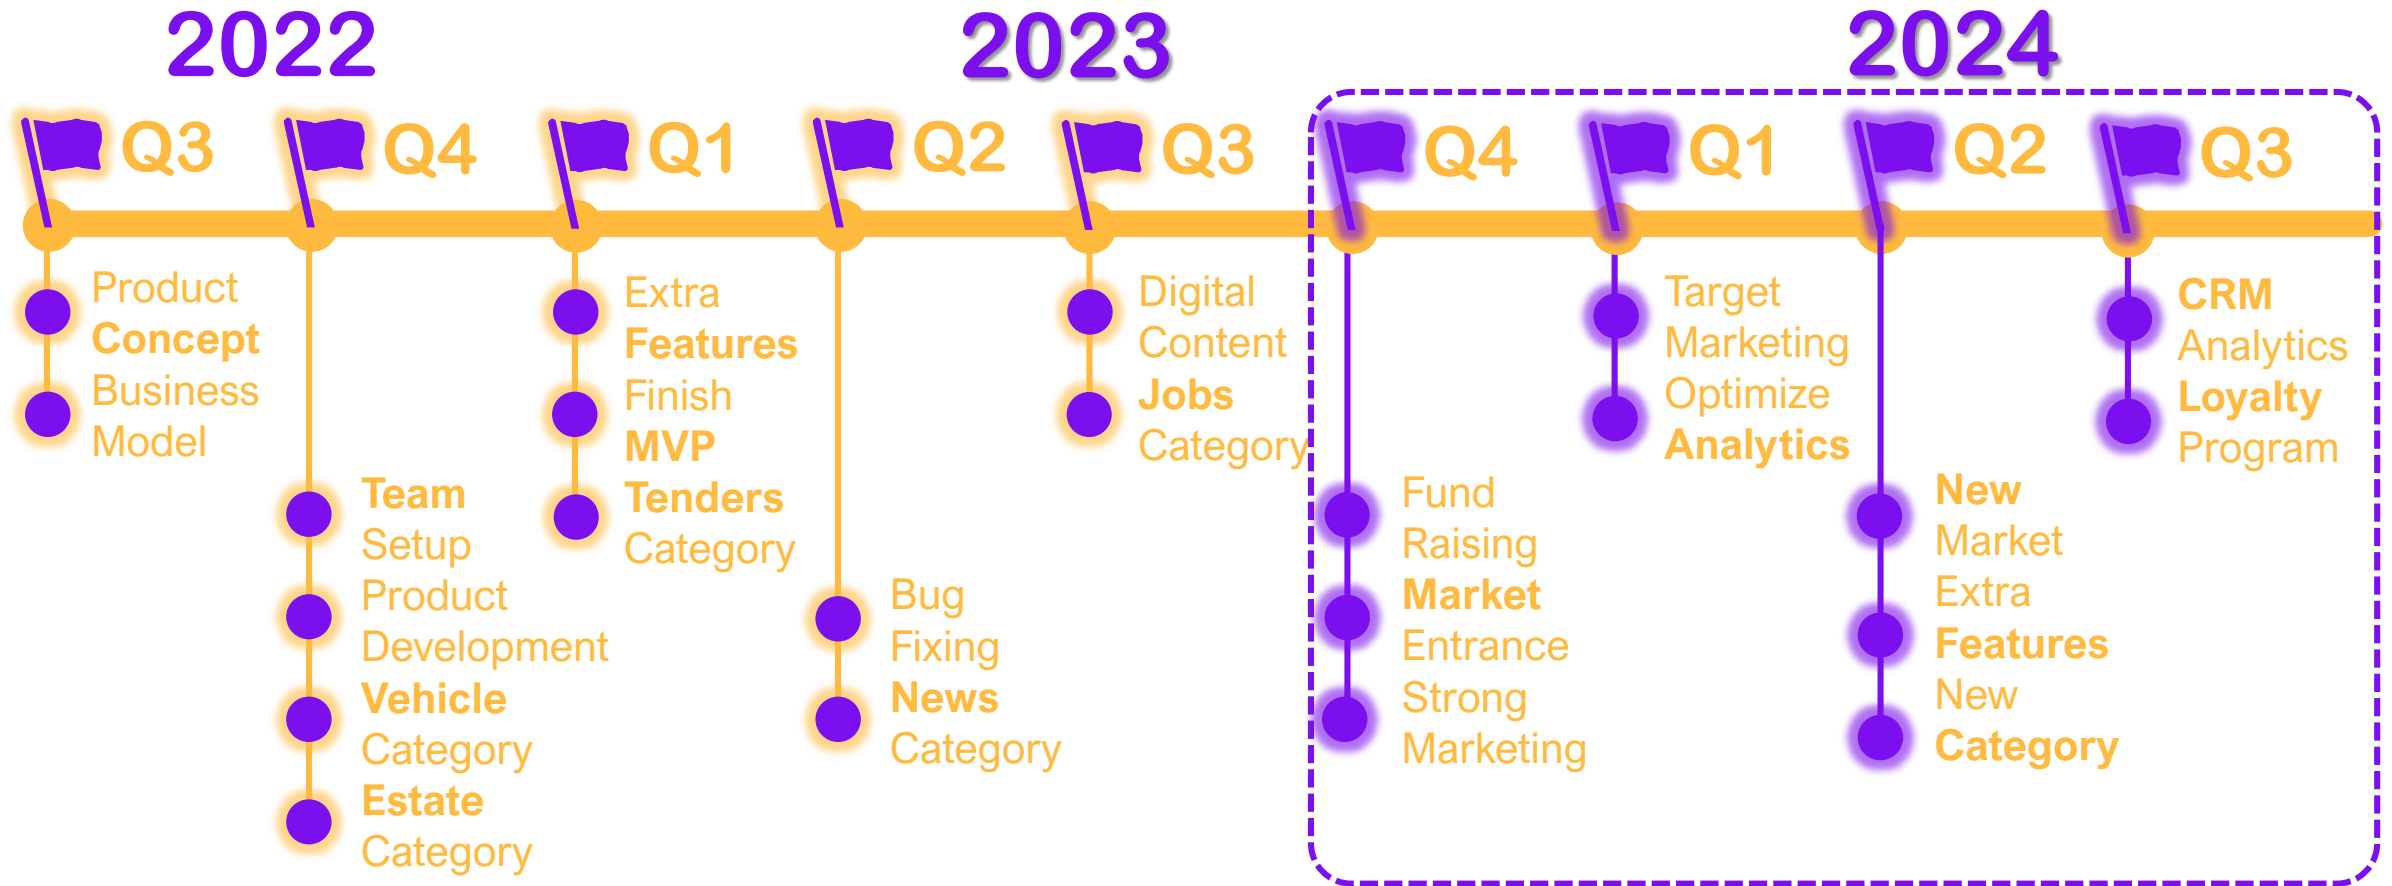 2022
2023
2024
Q3
Q4
Q1
Q2
Q3
Q4
Q1
Q2
Q3
Product
Concept
Business
Model
Team
Setup
Product
Development
Vehicle
Category
Estate
Category
Extra
Features
Finish
MVP
Tenders
Category
Bug
Fixing
News
Category
Digital
Content
Jobs
Category
Fund
Raising
Market
Entrance
Strong
Marketing
Target
Marketing
Optimize
Analytics
New
Market
Extra
Features
New
Category
CRM
Analytics
Loyalty
Program